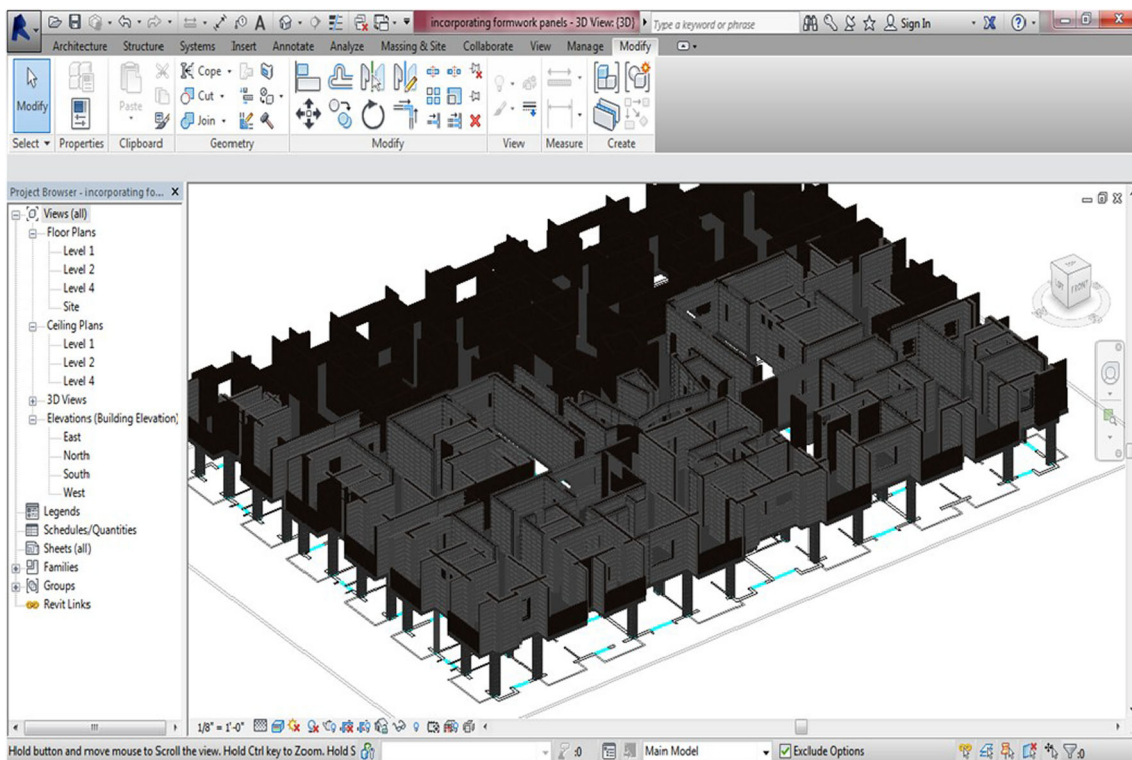 incorporating formwork panels - 3D View: {3D}
Type a keyword or phrase
Sign In
Architecture Structure Systems Insert Annotate Analyze Massing & Site Collaborate View Manage Modify
Modify
Cope
Paste
Cut
Join
Select Properties Clipboard Geometry Modify View Measure Create
Project Browser - incorporating fo...
Views (all)
Floor Plans
Level 1
Level 2
Level 4
Site
Ceiling Plans
Level 1
Level 2
Level 4
3D Views
Elevations (Building Elevation)
East
North
South
West
Legends
Schedules/Quantities
Sheets (all)
Families
Groups
Revit Links
TOP
LEFT FRONT
1/8" = 1'-0"
Hold button and move mouse to Scroll the view. Hold Ctrl key to Zoom. Hold S
:0
Main Model
Exclude Options
:0